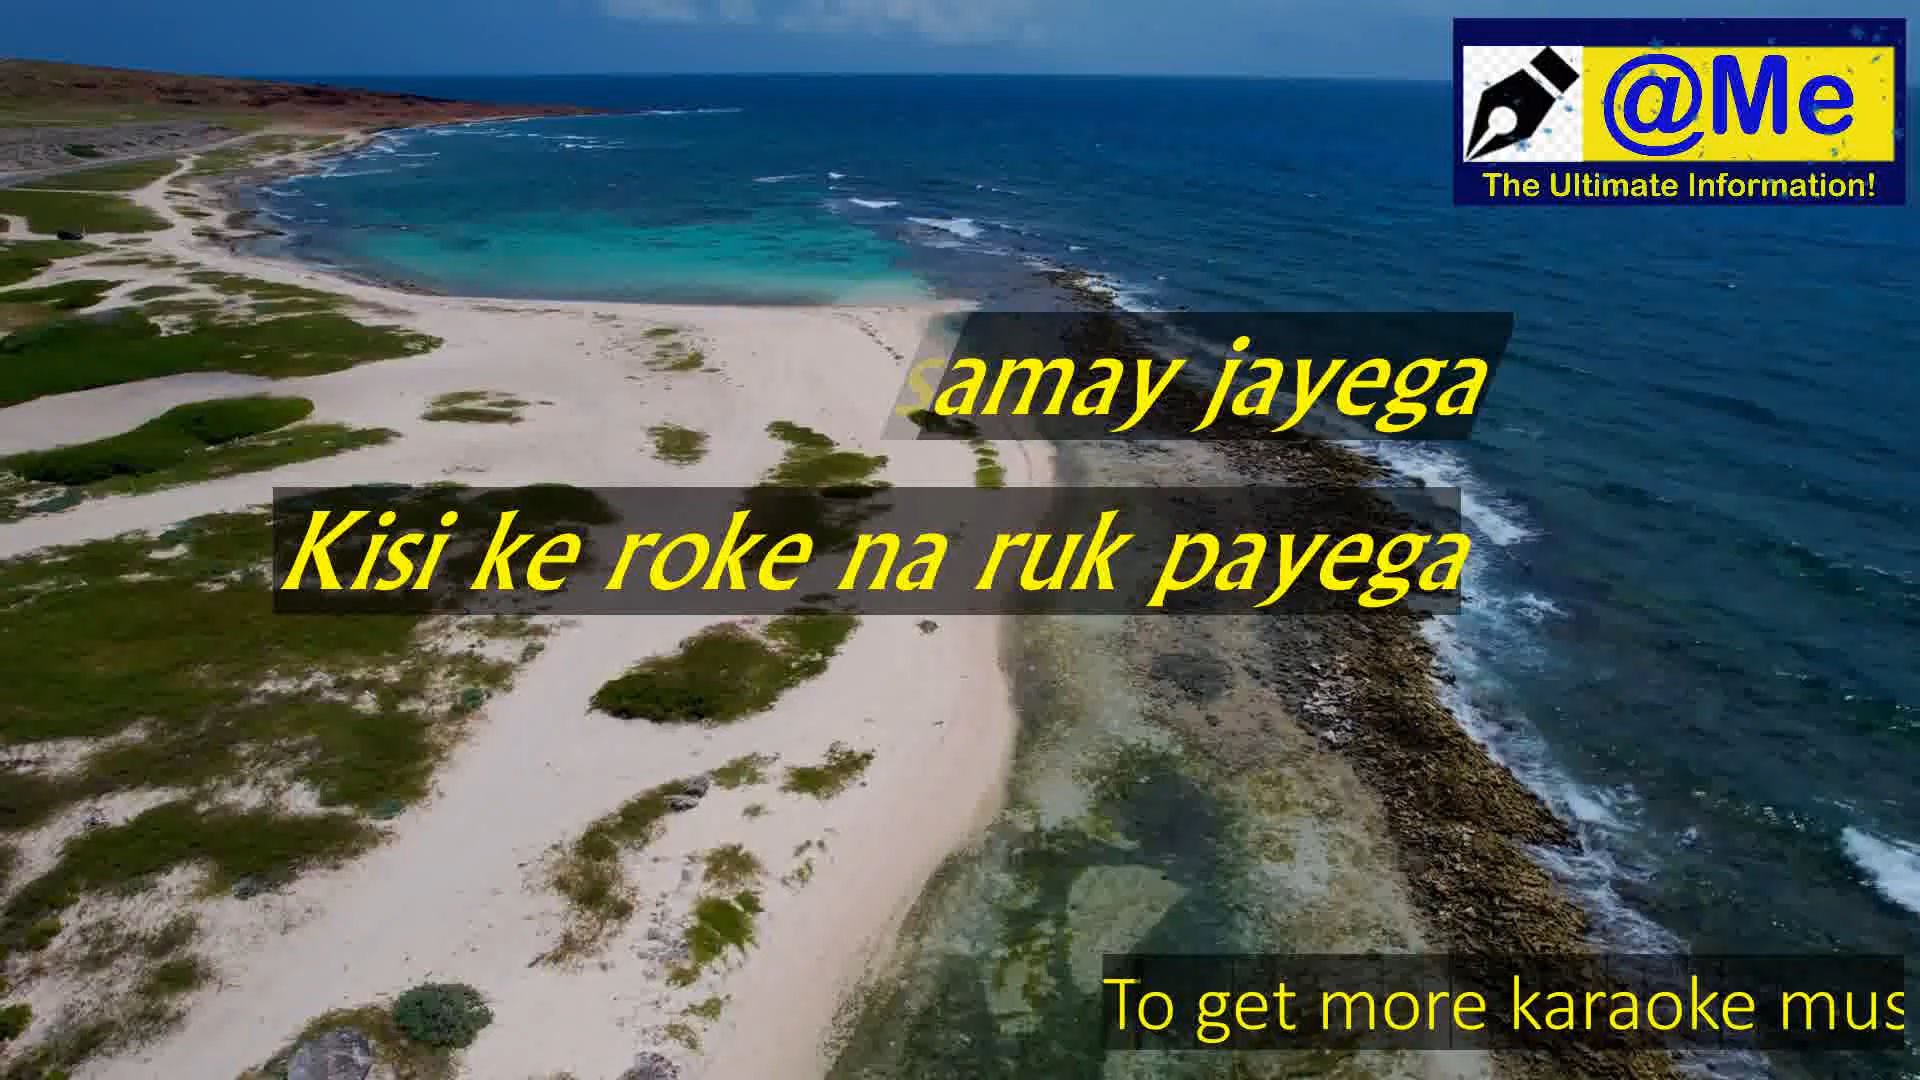 @Me
The Ultimate Information!
samay jayega
Kisi ke roke na ruk payega
To get more karaoke mus